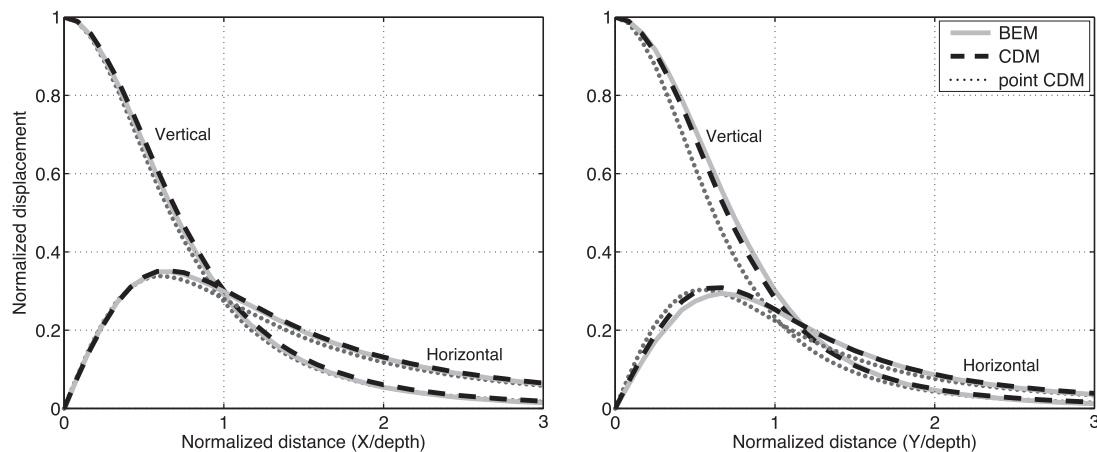 1
0.8
0.6
0.4
0.2
0
0
1
2
3
Normalized displacement
Vertical
Horizontal
Normalized distance (X/depth)
1
0.8
0.6
0.4
0.2
0
0
1
2
3
Vertical
Horizontal
Normalized distance (Y/depth)
BEM
CDM
point CDM